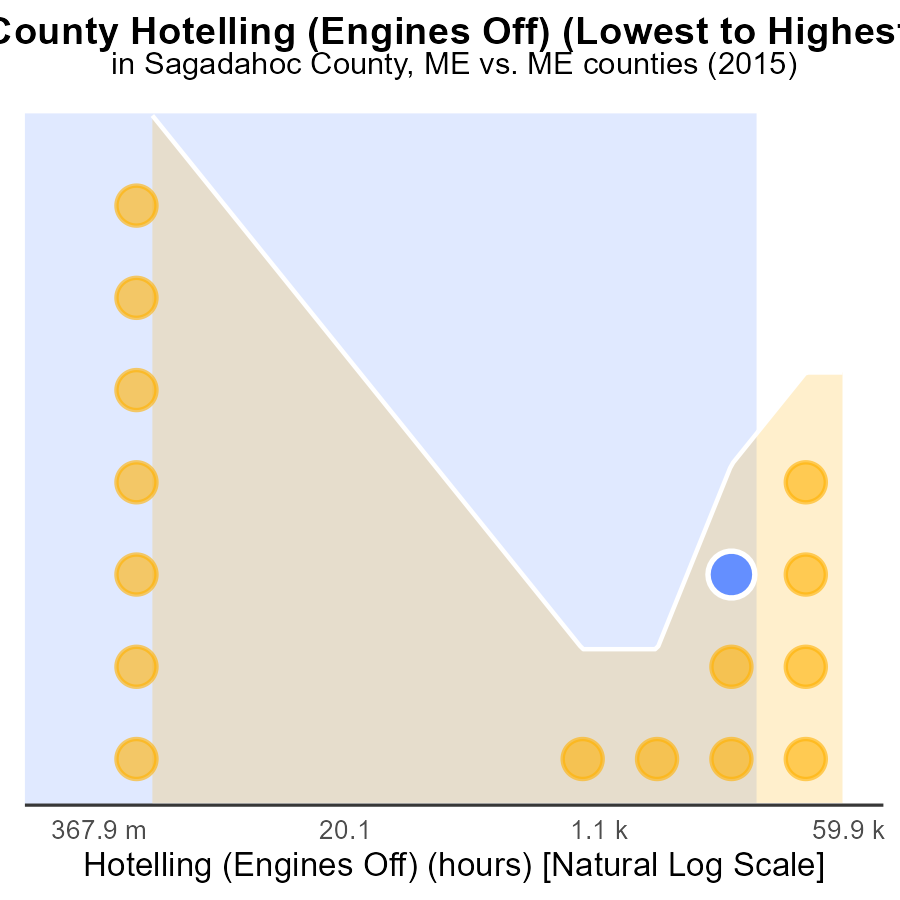 County Hotelling (Engines Off) (Lowest to Highest
in Sagadahoc County, ME vs. ME counties (2015)
367.9 m 20.1 1.1 k 59.9 k
Hotelling (Engines Off) (hours) [Natural Log Scale]